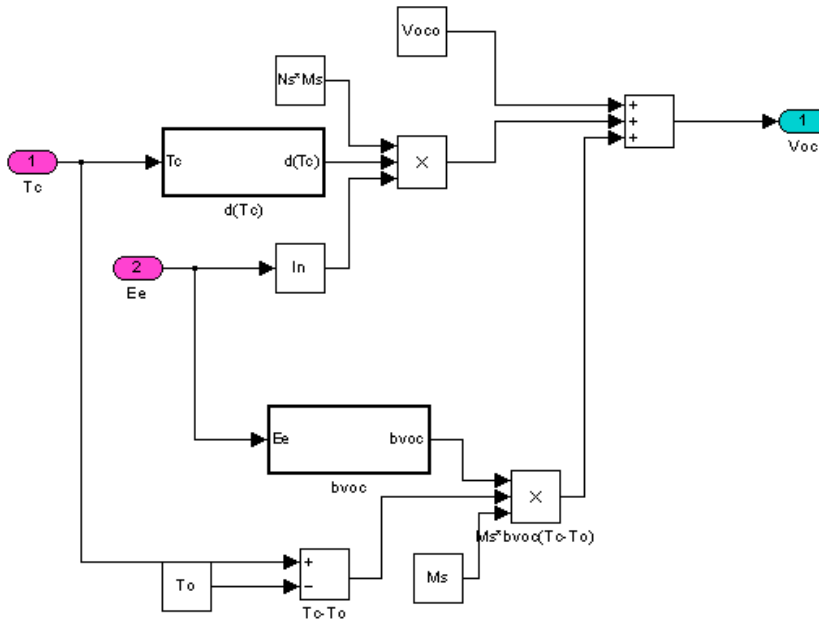 Voco
Ns*Ms
+
+
+
1
Voc
1
Tc
Tc
d(Tc)
d(Tc)
×
2
Ee
ln
Ee
bvoc
bvoc
×
Ms*bvoc(Tc-To)
To
+
−
Tc-To
Ms